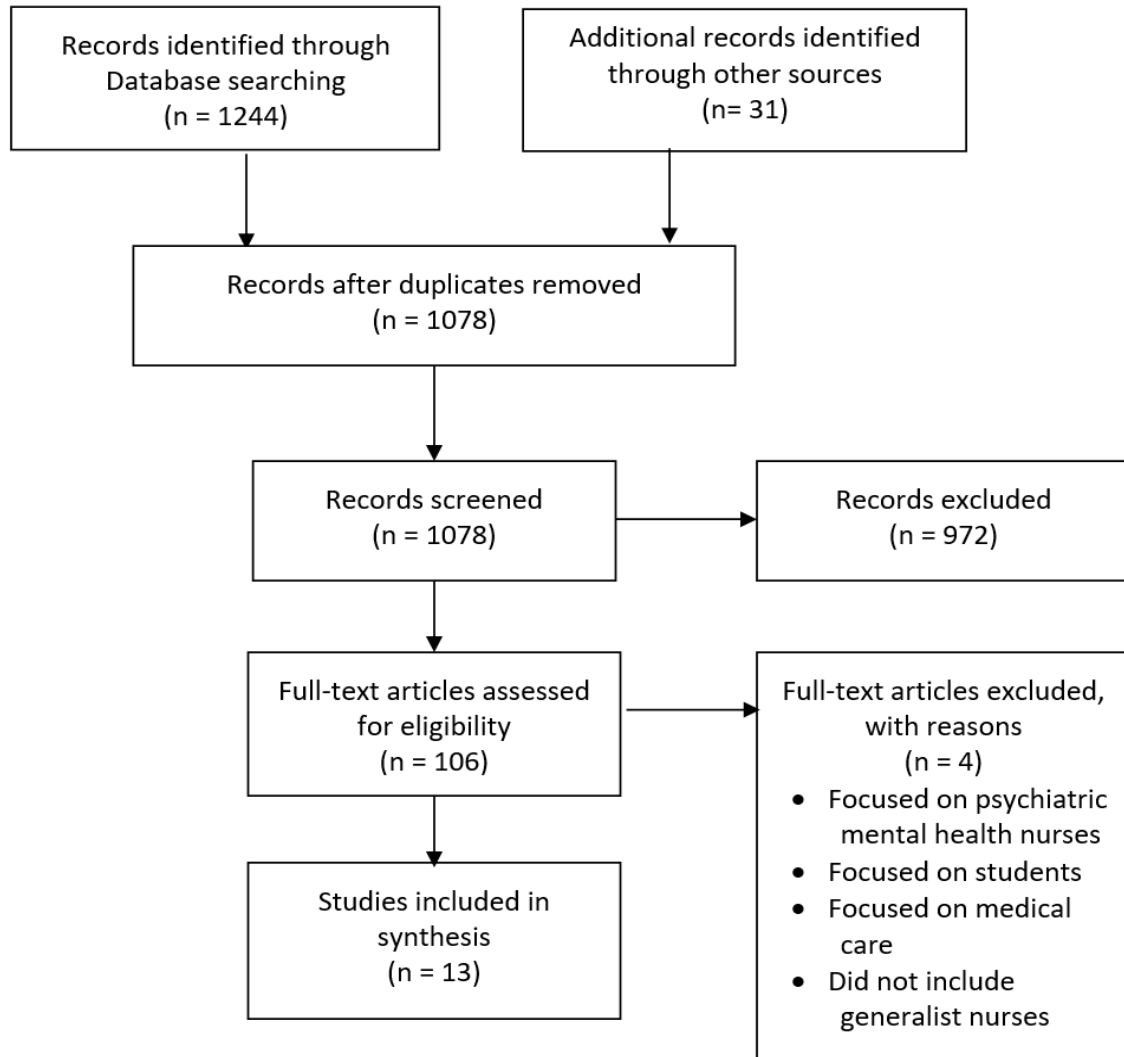 Records identified through
Database searching
(n = 1244)
Additional records identified
through other sources
(n= 31)
Records after duplicates removed
(n = 1078)
Records screened
(n = 1078)
Records excluded
(n = 972)
Full-text articles assessed
for eligibility
(n = 106)
Full-text articles excluded,
with reasons
(n = 4)
• Focused on psychiatric
mental health nurses
• Focused on students
• Focused on medical
care
• Did not include
generalist nurses
Studies included in
synthesis
(n = 13)